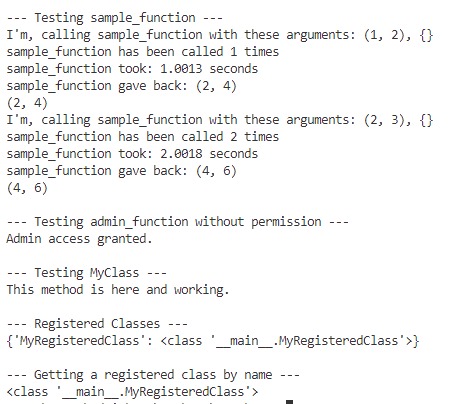 --- Testing sample_function ---
I'm, calling sample_function with these arguments: (1, 2), {}
sample_function has been called 1 times
sample_function took: 1.0013 seconds
sample_function gave back: (2, 4)
(2, 4)
I'm, calling sample_function with these arguments: (2, 3), {}
sample_function has been called 2 times
sample_function took: 2.0018 seconds
sample_function gave back: (4, 6)
(4, 6)
--- Testing admin_function without permission ---
Admin access granted.
--- Testing MyClass ---
This method is here and working.
--- Registered Classes ---
{'MyRegisteredClass': <class '__main__.MyRegisteredClass'>}
--- Getting a registered class by name ---
<class '__main__.MyRegisteredClass'>